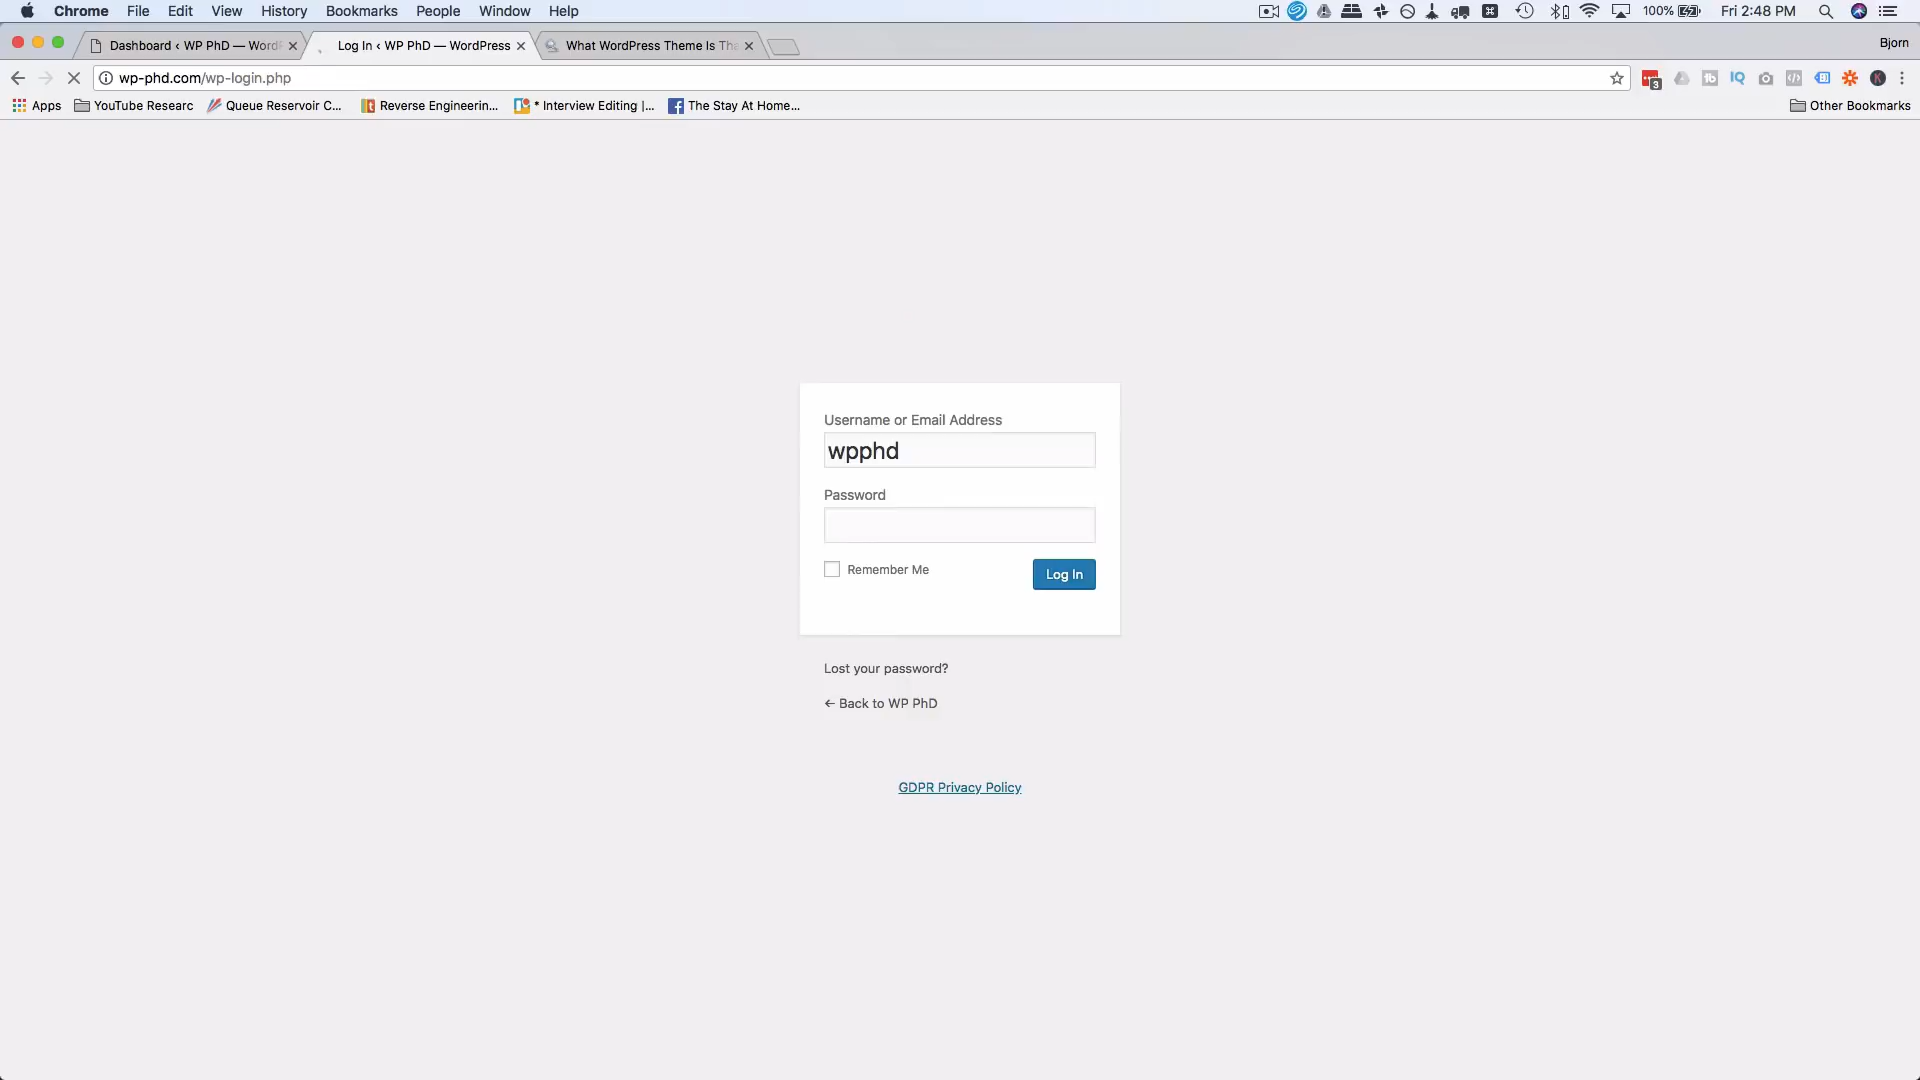 Chrome File Edit View History Bookmarks People Window Help 100% Fri 2:48 PM
Dashboard ‹ WP PhD — Word Log In ‹ WP PhD — WordPress What WordPress Theme Is Th Bjorn
wp-phd.com/wp-login.php
Apps YouTube Researc Queue Reservoir C... Reverse Engineerin... * Interview Editing |... The Stay At Home... Other Bookmarks
Username or Email Address
wpphd
Password
Remember Me Log In
Lost your password?
← Back to WP PhD
GDPR Privacy Policy